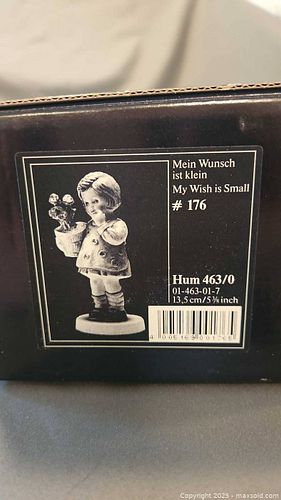 Mein Wunsch
ist klein
My Wish is Small
# 176
Hum 463/0
01-463-01-7
13,5 cm/5⅜ inch
Copyright 2023 - maxsold.com